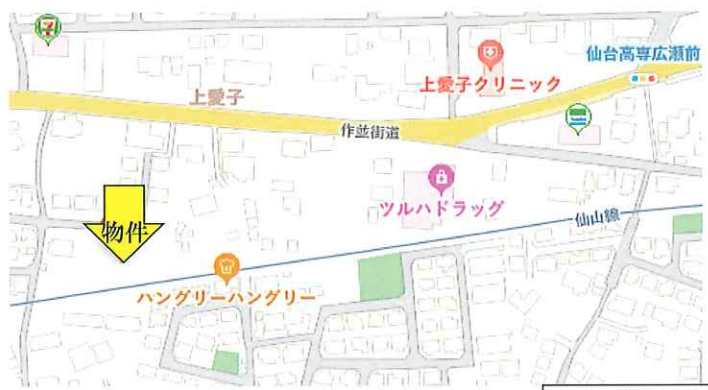 仙台高専広瀬前
上愛子クリニック
上愛子
作並街道
ツルハドラッグ
仙山線
物件
ハングリーハングリー